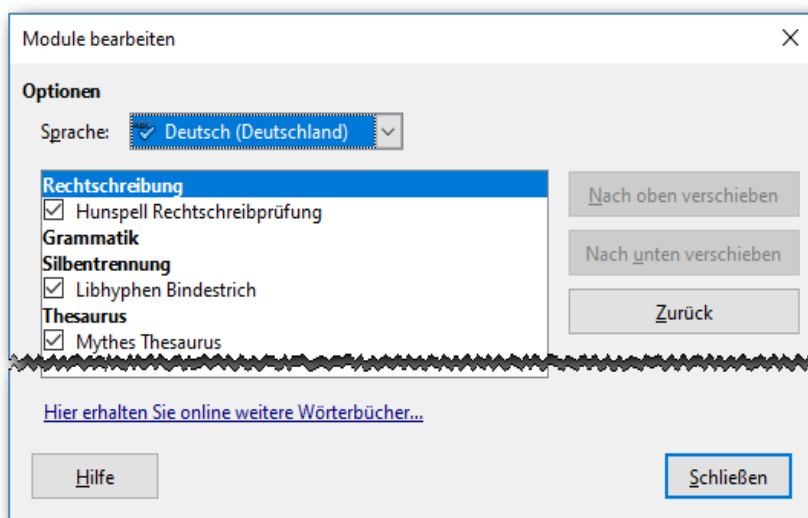 Module bearbeiten
Optionen
Sprache: Deutsch (Deutschland)
Rechtschreibung
Hunspell Rechtschreibprüfung
Grammatik
Silbentrennung
Libhyphen Bindestrich
Thesaurus
Mythes Thesaurus
Nach oben verschieben
Nach unten verschieben
Zurück
Hier erhalten Sie online weitere Wörterbücher...
Hilfe
Schließen